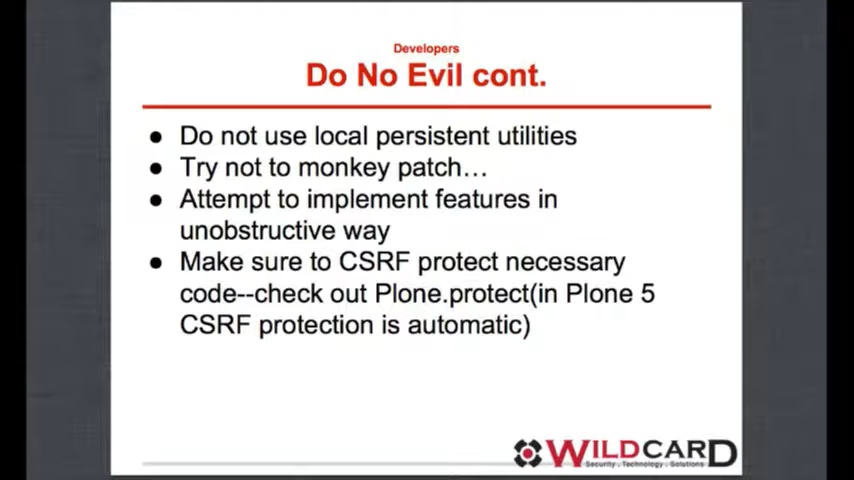 Developers
Do No Evil cont.
● Do not use local persistent utilities
● Try not to monkey patch…
● Attempt to implement features in
unobstructive way
● Make sure to CSRF protect necessary
code--check out Plone.protect(in Plone 5
CSRF protection is automatic)
WILDCARD
Security . Technology . Solutions